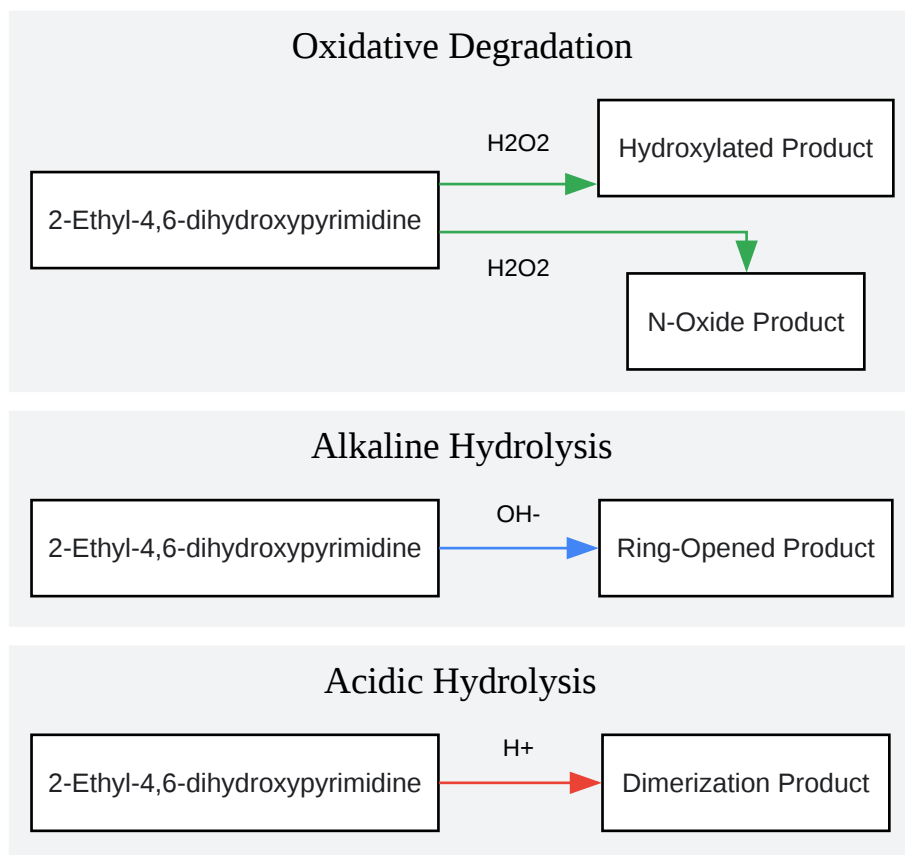 Oxidative Degradation
H2O2
Hydroxylated Product
2-Ethyl-4,6-dihydroxypyrimidine
H2O2
N-Oxide Product
Alkaline Hydrolysis
OH-
2-Ethyl-4,6-dihydroxypyrimidine
Ring-Opened Product
Acidic Hydrolysis
H+
2-Ethyl-4,6-dihydroxypyrimidine
Dimerization Product